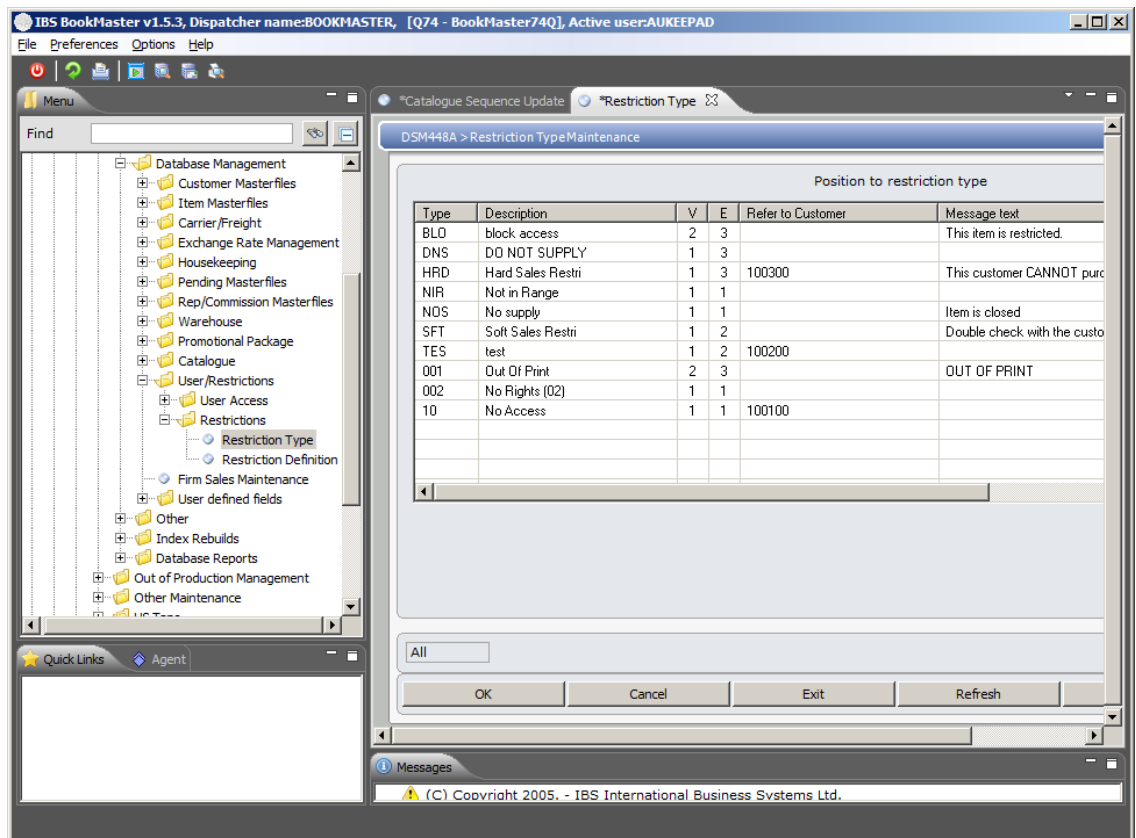 IBS BookMaster v1.5.3, Dispatcher name:BOOKMASTER, [Q74 - BookMaster74Q], Active user:AUKEEPAD
File Preferences Options Help
Menu
Find
Database Management
Customer Masterfiles
Item Masterfiles
Carrier/Freight
Exchange Rate Management
Housekeeping
Pending Masterfiles
Rep/Commission Masterfiles
Warehouse
Promotional Package
Catalogue
User/Restrictions
User Access
Restrictions
Restriction Type
Restriction Definition
Firm Sales Maintenance
User defined fields
Other
Index Rebuilds
Database Reports
Out of Production Management
Other Maintenance
Quick Links Agent
*Catalogue Sequence Update *Restriction Type
DSM448A > Restriction TypeMaintenance
Position to restriction type
Type Description V E Refer to Customer Message text
BLO block access 2 3 This item is restricted.
DNS DO NOT SUPPLY 1 3
HRD Hard Sales Restri 1 3 100300 This customer CANNOT purc
NIR Not in Range 1 1
NOS No supply 1 1 Item is closed
SFT Soft Sales Restri 1 2 Double check with the custo
TES test 1 2 100200
001 Out Of Print 2 3 OUT OF PRINT
002 No Rights (02) 1 1
10 No Access 1 1 100100
All
OK Cancel Exit Refresh
Messages
(C) Copyright 2005. - IBS International Business Systems Ltd.